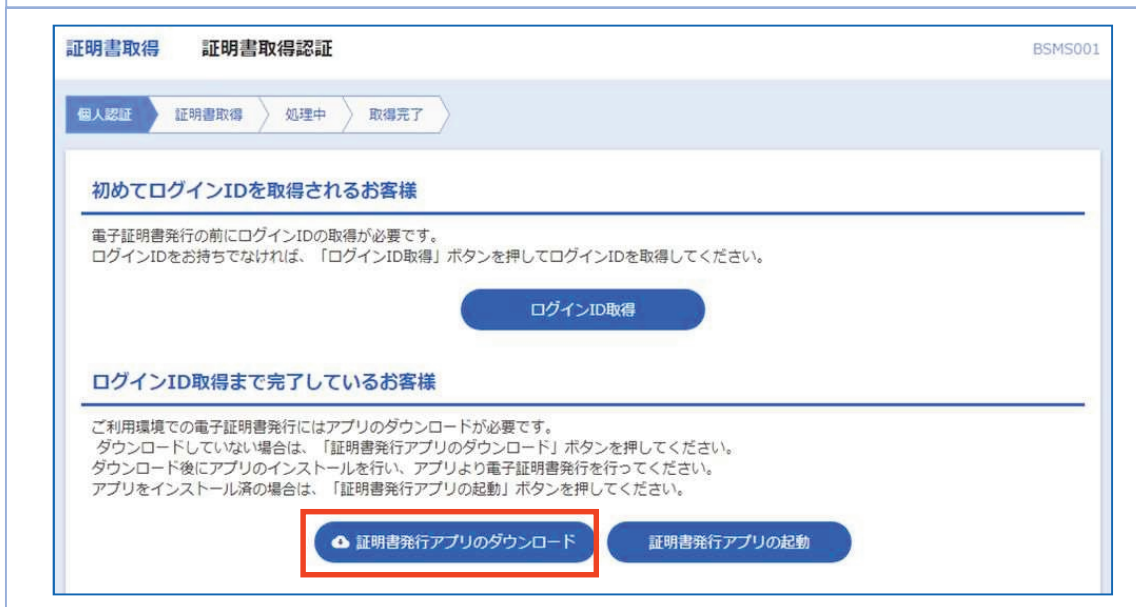 証明書取得 証明書取得認証 BSMS001
個人認証 証明書取得 処理中 取得完了
初めてログインIDを取得されるお客様
電子証明書発行の前にログインIDの取得が必要です。
ログインIDをお持ちでなければ、「ログインID取得」ボタンを押してログインIDを取得してください。
ログインID取得
ログインID取得まで完了しているお客様
ご利用環境での電子証明書発行にはアプリのダウンロードが必要です。
ダウンロードしていない場合は、「証明書発行アプリのダウンロード」ボタンを押してください。
ダウンロード後にアプリのインストールを行い、アプリより電子証明書発行を行ってください。
アプリをインストール済の場合は、「証明書発行アプリの起動」ボタンを押してください。
証明書発行アプリのダウンロード 証明書発行アプリの起動